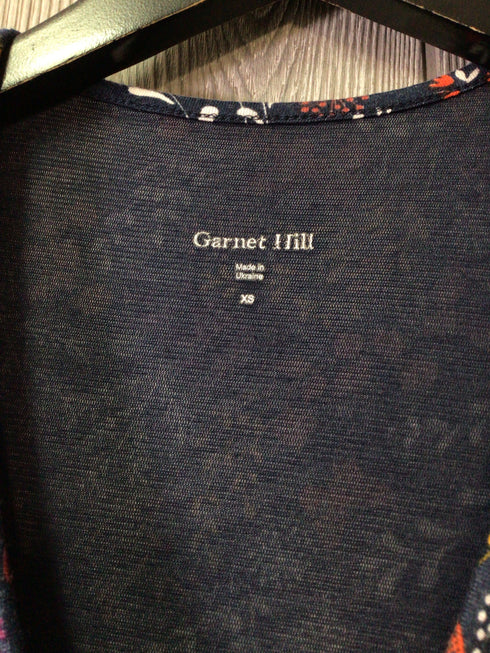 Garnet Hill
Made in
Ukraine
XS